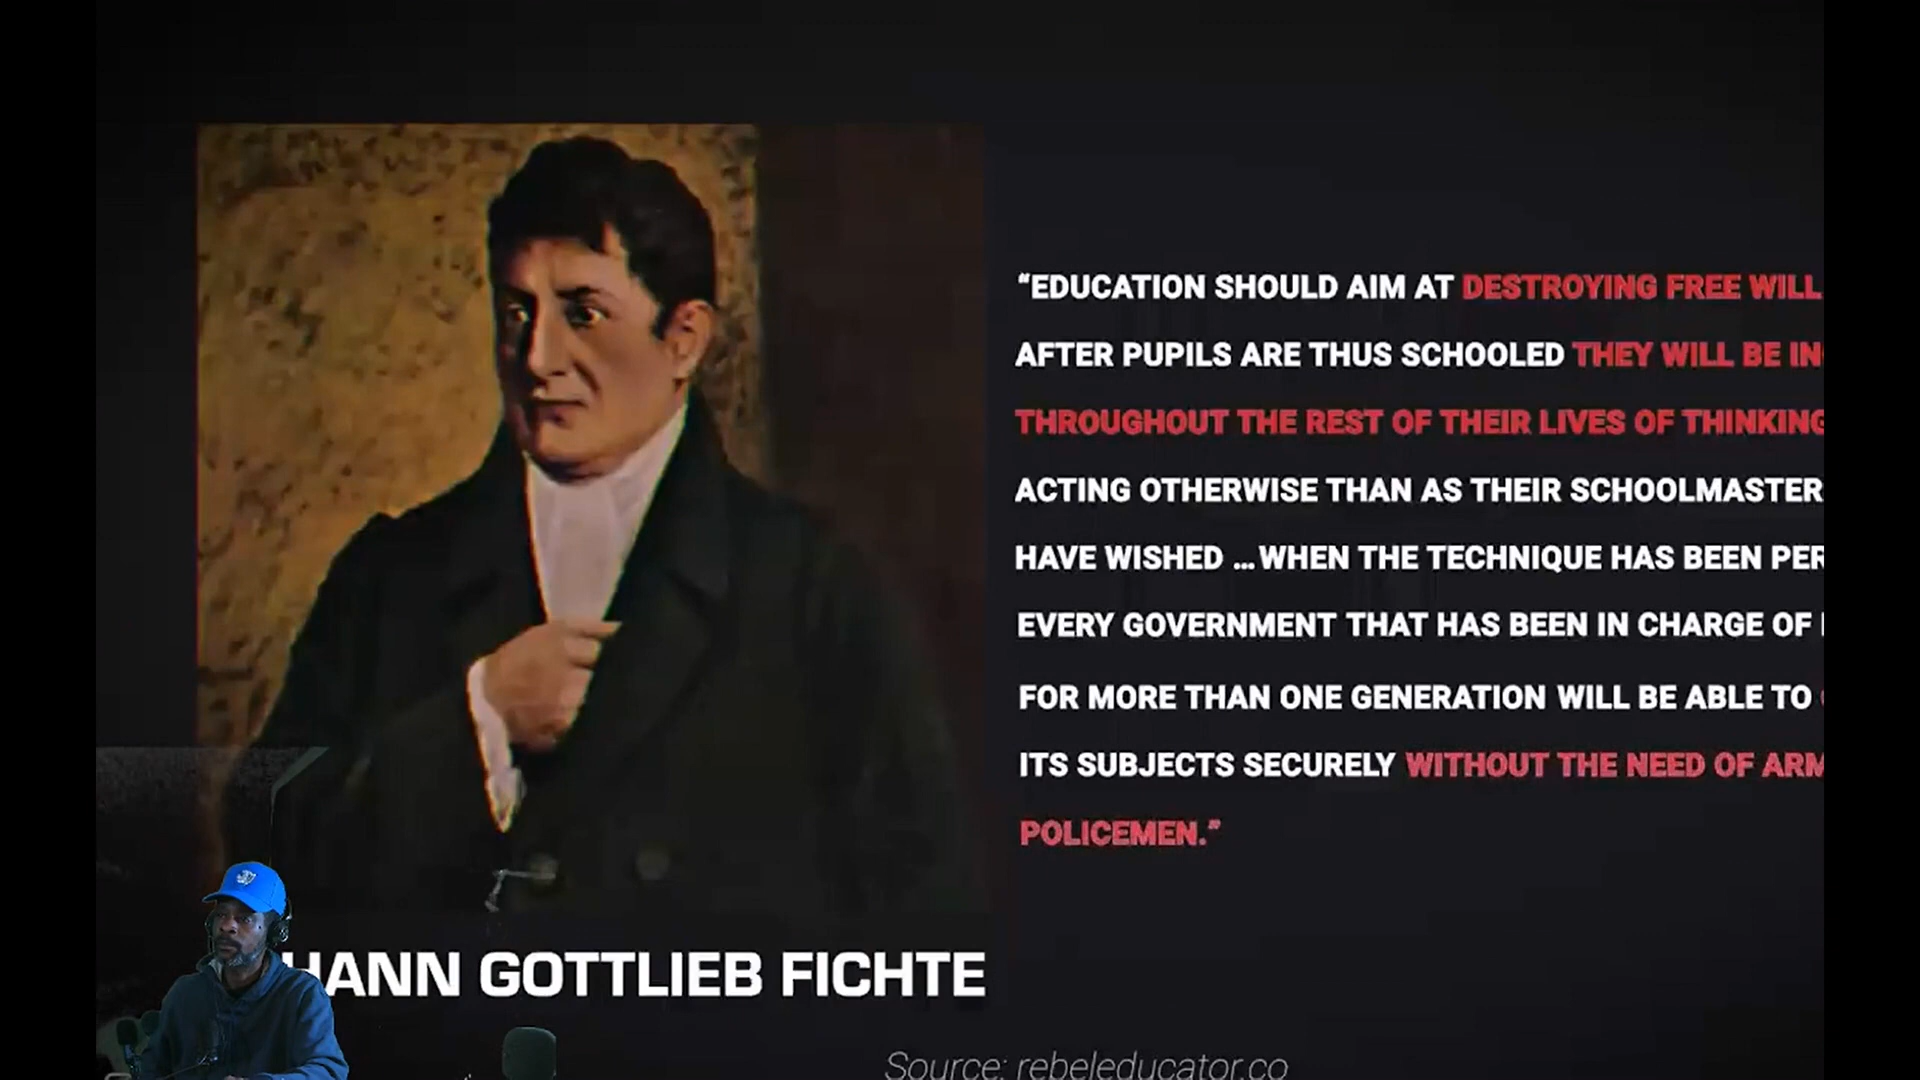 “EDUCATION SHOULD AIM AT DESTROYING FREE WILL
AFTER PUPILS ARE THUS SCHOOLED THEY WILL BE
THROUGHOUT THE REST OF THEIR LIVES OF THINKING
ACTING OTHERWISE THAN AS THEIR SCHOOLMASTER
HAVE WISHED ...WHEN THE TECHNIQUE HAS BEEN
EVERY GOVERNMENT THAT HAS BEEN IN CHARGE OF
FOR MORE THAN ONE GENERATION WILL BE ABLE TO
ITS SUBJECTS SECURELY WITHOUT THE NEED OF
POLICEMEN.”
HANN GOTTLIEB FICHTE
Source: rebeleducator.co